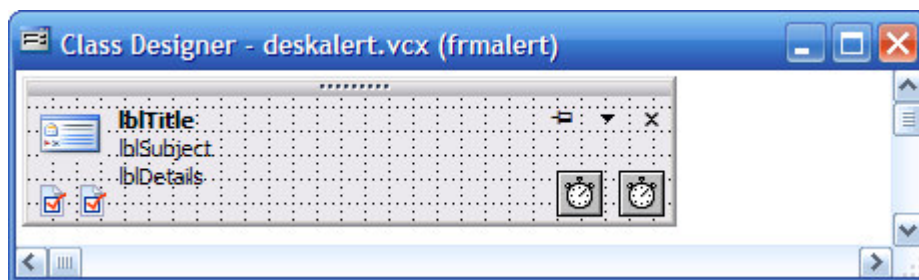 Class Designer - deskalert.vcx (frmalert)
lblTitle
lblSubject
lblDetails